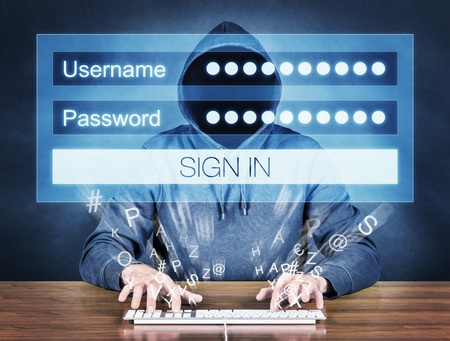 Username ●●●●●●●●●●
Password ●●●●●●●●●●
SIGN IN
# P
S
P @